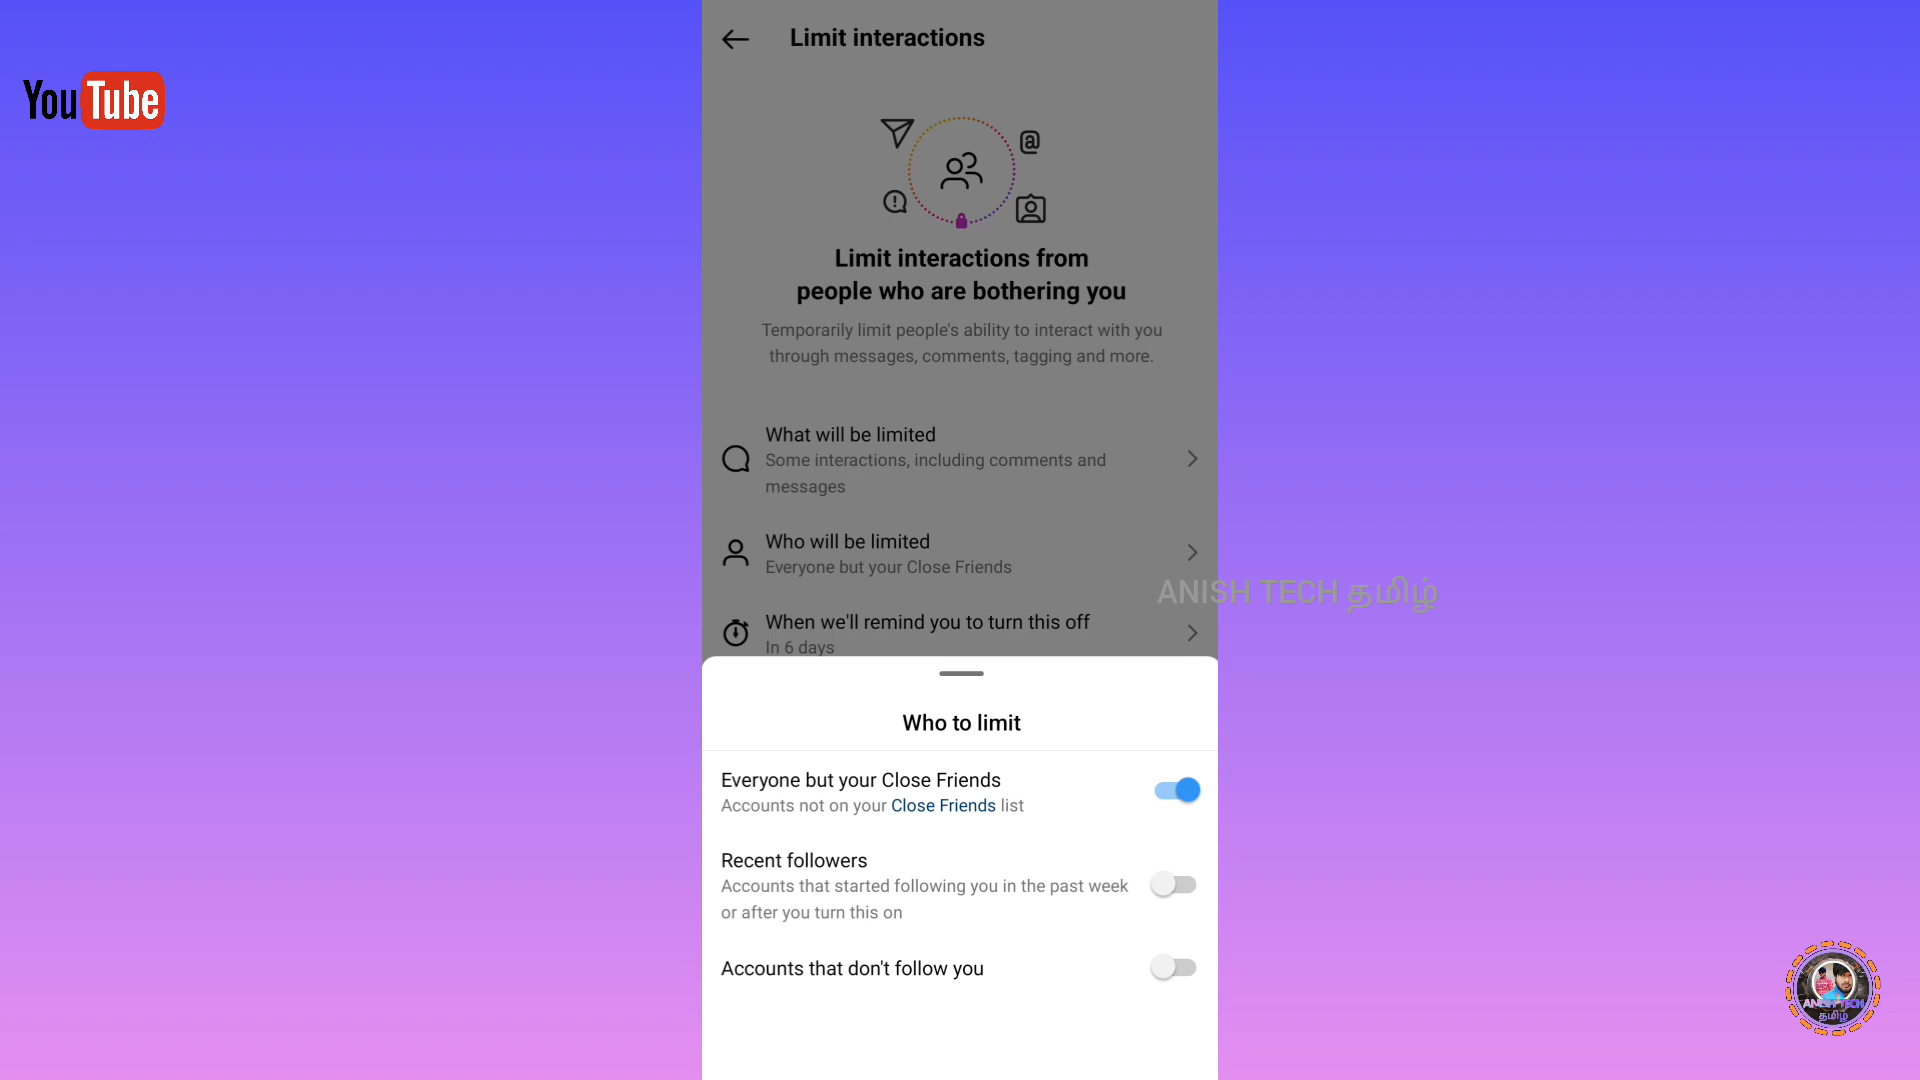 YouTube
Limit interactions
@
Limit interactions from
people who are bothering you
Temporarily limit people's ability to interact with you
through messages, comments, tagging and more.
What will be limited
Some interactions, including comments and
messages
Who will be limited
Everyone but your Close Friends
ANISH TECH தமிழ்
When we'll remind you to turn this off
In 6 days
Who to limit
Everyone but your Close Friends
Accounts not on your Close Friends list
Recent followers
Accounts that started following you in the past week
or after you turn this on
Accounts that don't follow you
ANISH TECH
தமிழ்